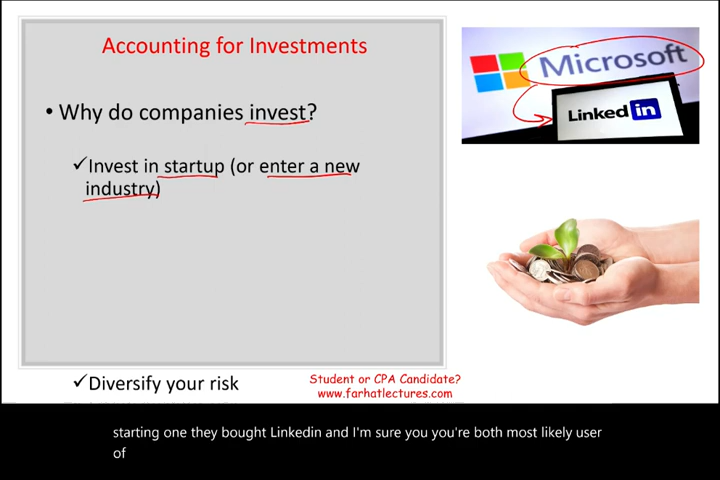 Accounting for Investments
Microsoft
Linked in
• Why do companies invest?
✓Invest in startup (or enter a new
industry)
✓Diversify your risk
Student or CPA Candidate?
www.farhatlectures.com
starting one they bought Linkedin and I'm sure you you're both most likely user
of